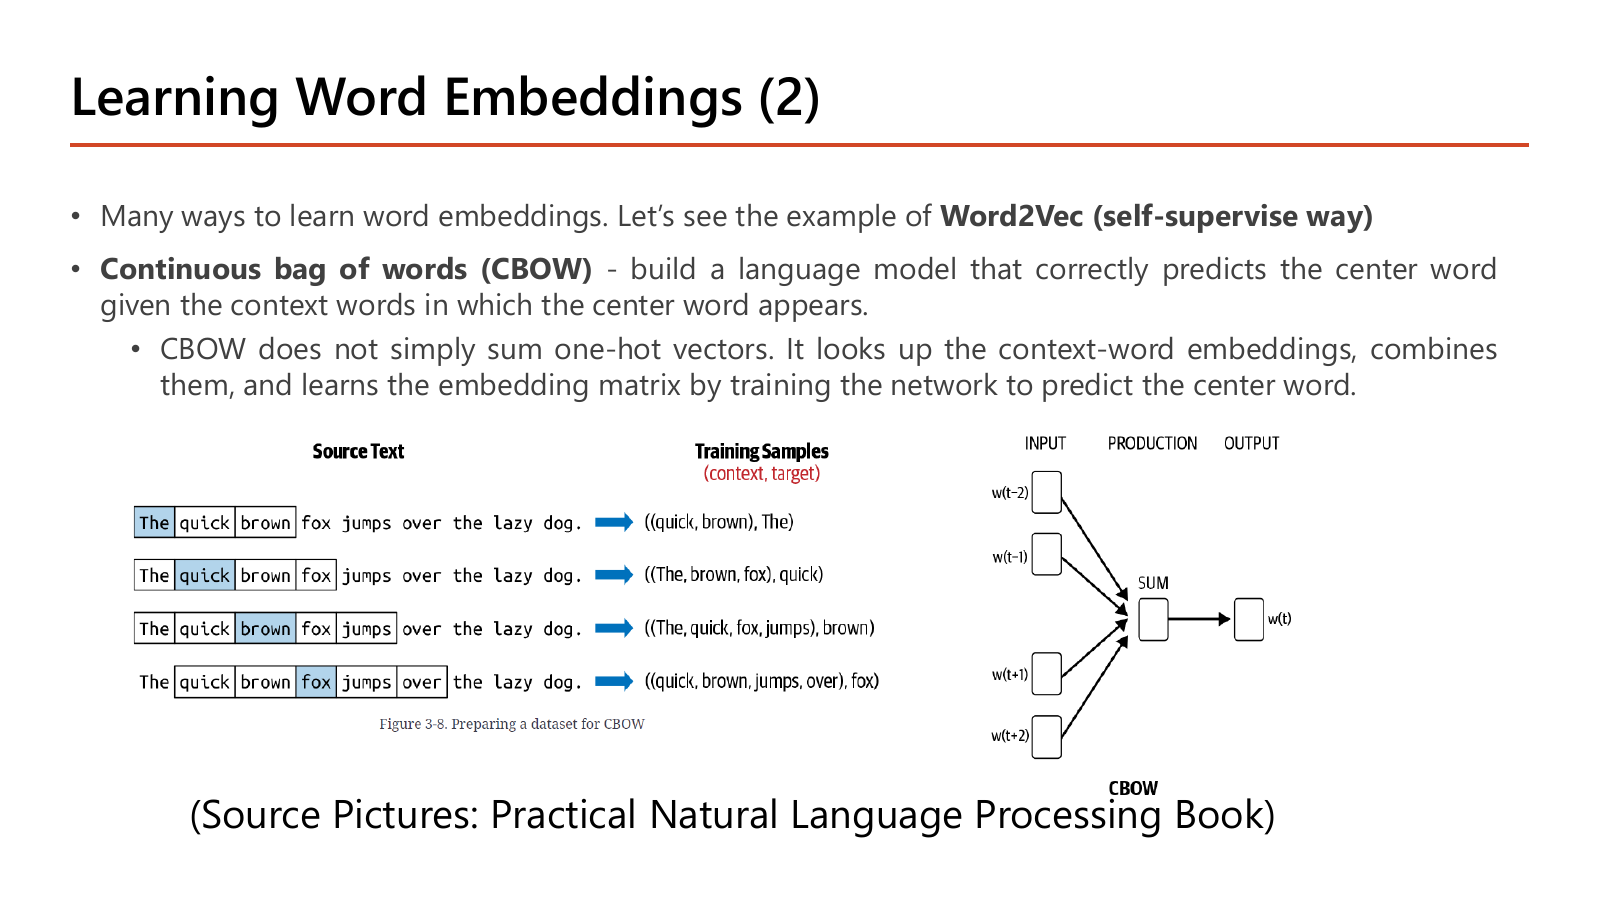 Learning Word Embeddings (2)
• Many ways to learn word embeddings. Let’s see the example of Word2Vec (self-supervise way)
• Continuous bag of words (CBOW) - build a language model that correctly predicts the center word
given the context words in which the center word appears.
• CBOW does not simply sum one-hot vectors. It looks up the context-word embeddings, combines
them, and learns the embedding matrix by training the network to predict the center word.
Source Text
Training Samples
(context, target)
The quick brown fox jumps over the lazy dog.
((quick, brown), The)
The quick brown fox jumps over the lazy dog.
((The, brown, fox), quick)
The quick brown fox jumps over the lazy dog.
((The, quick, fox, jumps), brown)
The quick brown fox jumps over the lazy dog.
((quick, brown, jumps, over), fox)
Figure 3-8. Preparing a dataset for CBOW
INPUT PRODUCTION OUTPUT
w(t−2)
w(t−1)
SUM
w(t)
w(t+1)
w(t+2)
CBOW
(Source Pictures: Practical Natural Language Processing Book)